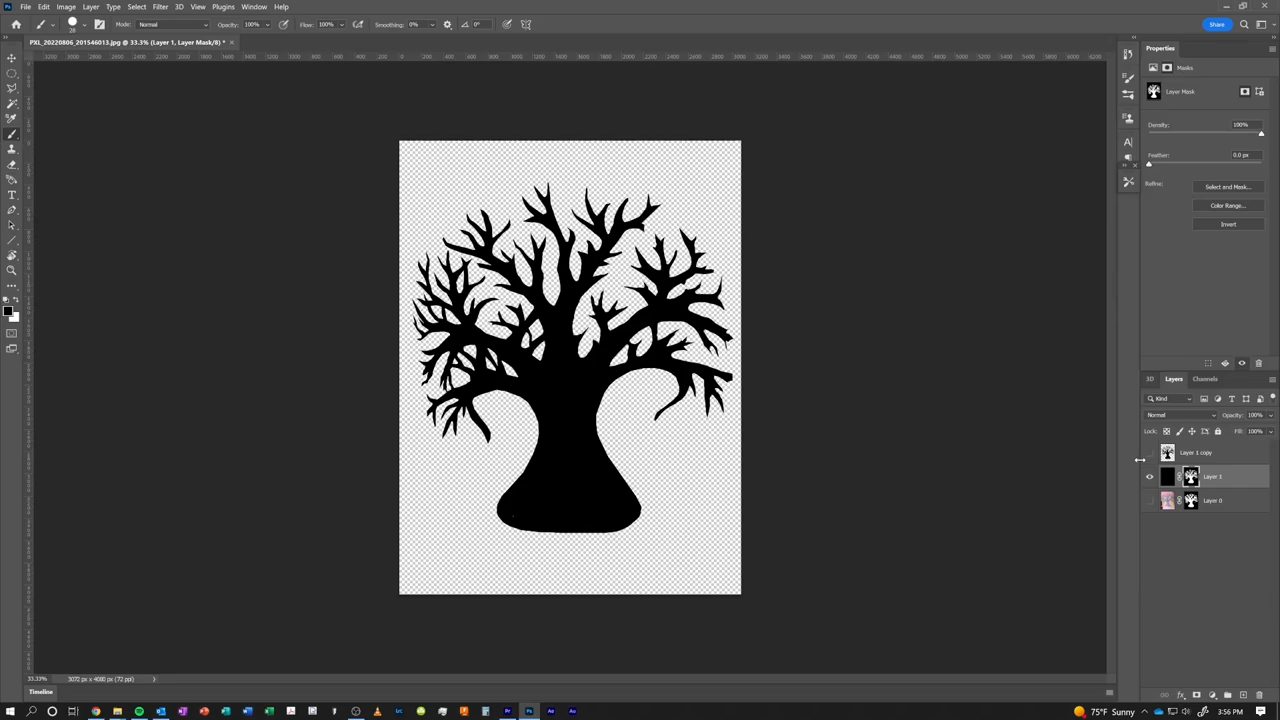 File Edit Image Layer Type Select Filter 3D View Plugins Window Help
Mode: Normal Opacity: 100% Flow: 100% Smoothing: 0% 0° Share
PXL_20220806_201546013.jpg @ 33.3% (Layer 1, Layer Mask/8) *
Properties
Masks
Layer Mask
Density: 100%
Feather: 0.0 px
Refine: Select and Mask...
Color Range...
Invert
3D Layers Channels
Kind
Normal Opacity: 100%
Lock: Fill: 100%
Layer 1 copy
Layer 1
Layer 0
33.33% 3072 px x 4080 px (72 ppi)
Timeline
75°F Sunny 3:56 PM